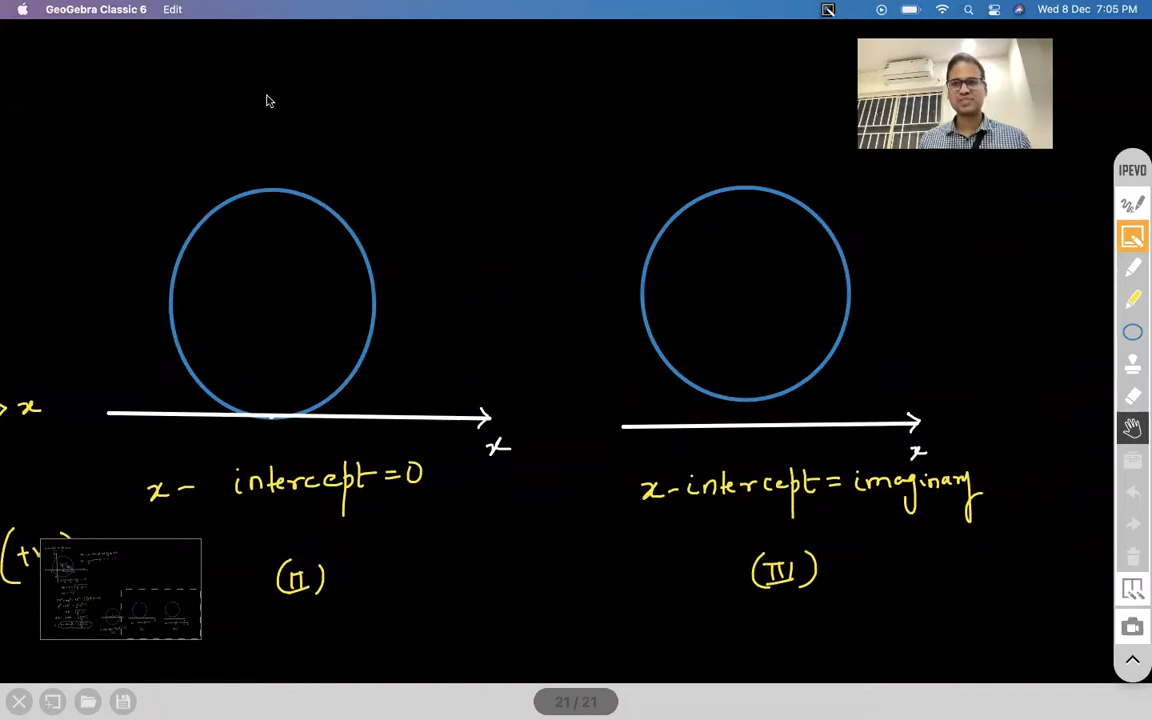 GeoGebra Classic 6 Edit
Wed 8 Dec 7:05 PM
IPEVO
x
x
x
x - intercept = 0
x - intercept = imaginary
(II)
(III)
21 / 21